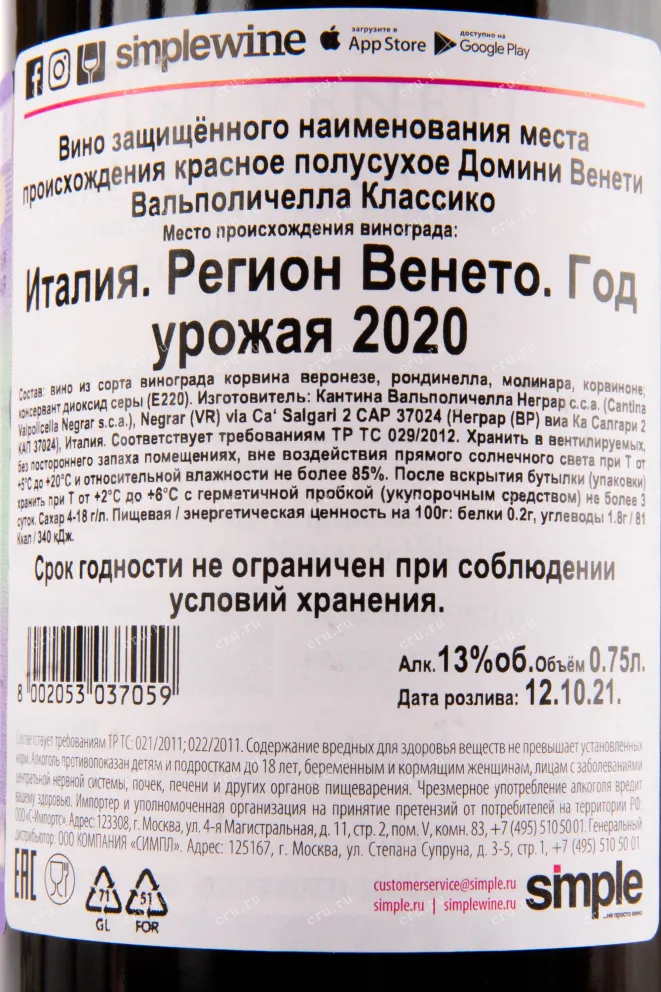 simplewine загрузите в App Store доступно на Google Play
Вино защищённого наименования места
происхождения красное полусухое Домини Венети
Вальполичелла Классико
Место происхождения винограда:
Италия. Регион Венето. Год
урожая 2020
Состав: вино из сорта винограда корвина веронезе, рондинелла, молинара, корвиноне;
консервант диоксид серы (Е220). Изготовитель: Кантина Вальполичелла Неграр с.с.а. (Cantina
Valpolicella Negrar s.c.a.), Negrar (VR) via Ca‘ Salgari 2 CAP 37024 (Неграр (ВР) виа Ка Салгари 2
КАП 37024), Италия. Соответствует требованиям ТР ТС 029/2012. Хранить в вентилируемых,
без постороннего запаха помещениях, вне воздействия прямого солнечного света при Т от
+5°С до +20°С и относительной влажности не более 85%. После вскрытия бутылки (упаковки)
хранить при Т от +2°С до +6°С с герметичной пробкой (укупорочным средством) не более 3
суток. Сахар 4-18 г/л. Пищевая / энергетическая ценность на 100г: белки 0.2г, углеводы 1.8г / 81
Ккал / 340 кДж.
Срок годности не ограничен при соблюдении
условий хранения.
Алк. 13%об. Объём 0.75л.
8 002053 037059
Дата розлива: 12.10.21.
Соответствует требованиям ТР ТС: 021/2011; 022/2011. Содержание вредных для здоровья веществ не превышает установленных
норм. Алкоголь противопоказан детям и подросткам до 18 лет, беременным и кормящим женщинам, лицам с заболеваниями
центральной нервной системы, почек, печени и других органов пищеварения. Чрезмерное употребление алкоголя вредит
вашему здоровью. Импортер и уполномоченная организация на принятие претензий от потребителей на территории РФ:
ООО «С-Импортс». Адрес: 123308, г. Москва, ул. 4-я Магистральная, д. 11, стр. 2, пом. V, комн. 83, +7 (495) 510 50 01. Генеральный
дистрибьютор: ООО КОМПАНИЯ «СИМПЛ». Адрес: 125167, г. Москва, ул. Степана Супруна, д. 3-5, стр. 1, +7 (495) 510 50 01
EAC
71
GL
51
FOR
customerservice@simple.ru
simple.ru | simplewine.ru
simple
...не просто вино
cru.ru